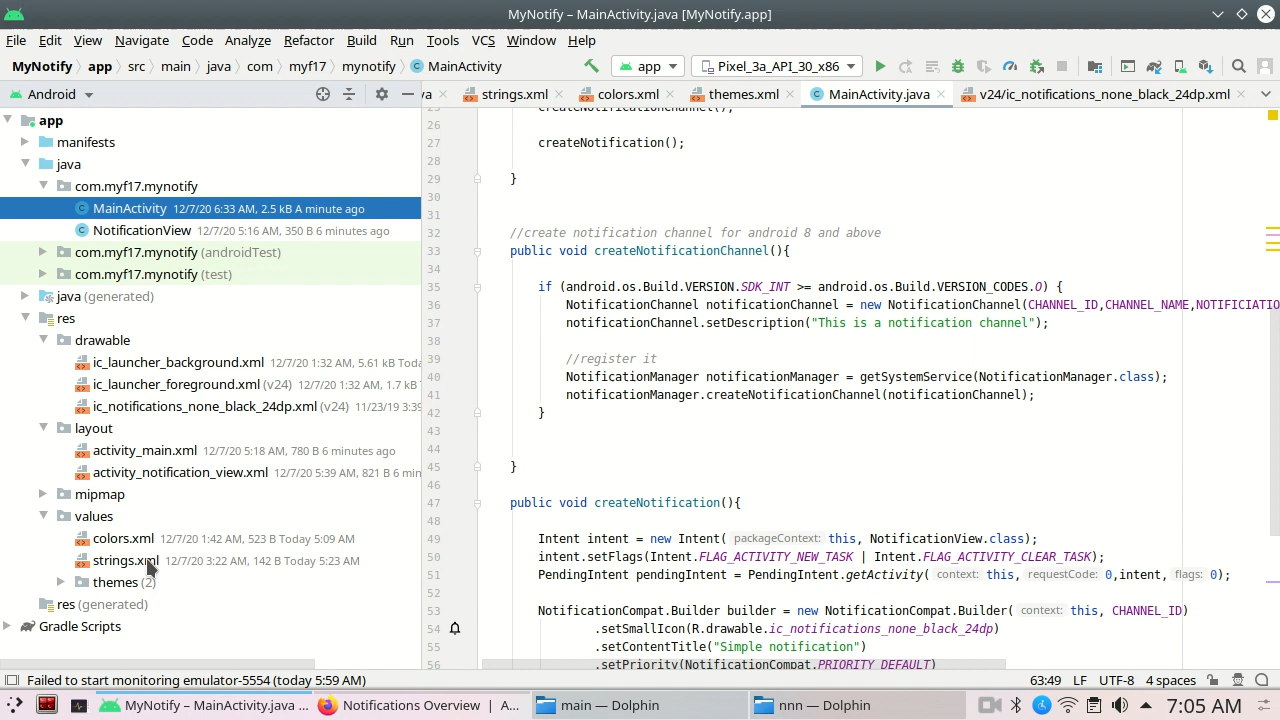 MyNotify – MainActivity.java [MyNotify.app]
File Edit View Navigate Code Analyze Refactor Build Run Tools VCS Window Help
MyNotify app src main java com myf17 mynotify MainActivity app Pixel_3a_API_30_x86
Android
va strings.xml colors.xml themes.xml MainActivity.java v24/ic_notifications_none_black_24dp.xml
app
manifests
java
com.myf17.mynotify
MainActivity 12/7/20 6:33 AM, 2.5 kB A minute ago
NotificationView 12/7/20 5:16 AM, 350 B 6 minutes ago
com.myf17.mynotify (androidTest)
com.myf17.mynotify (test)
java (generated)
res
drawable
ic_launcher_background.xml 12/7/20 1:32 AM, 5.61 kB Toda
ic_launcher_foreground.xml (v24) 12/7/20 1:32 AM, 1.7 kB
ic_notifications_none_black_24dp.xml (v24) 11/23/19 3:39
layout
activity_main.xml 12/7/20 5:18 AM, 780 B 6 minutes ago
activity_notification_view.xml 12/7/20 5:39 AM, 821 B 6 min
mipmap
values
colors.xml 12/7/20 1:42 AM, 523 B Today 5:09 AM
strings.xml 12/7/20 3:22 AM, 142 B Today 5:23 AM
themes (2)
res (generated)
Gradle Scripts
25 createNotificationChannel();
26
27 createNotification();
28
29 }
30
31
32 //create notification channel for android 8 and above
33 public void createNotificationChannel(){
34
35 if (android.os.Build.VERSION.SDK_INT >= android.os.Build.VERSION_CODES.O) {
36 NotificationChannel notificationChannel = new NotificationChannel(CHANNEL_ID,CHANNEL_NAME,NOTIFICIATIO
37 notificationChannel.setDescription("This is a notification channel");
38
39 //register it
40 NotificationManager notificationManager = getSystemService(NotificationManager.class);
41 notificationManager.createNotificationChannel(notificationChannel);
42 }
43
44
45 }
46
47 public void createNotification(){
48
49 Intent intent = new Intent( packageContext: this, NotificationView.class);
50 intent.setFlags(Intent.FLAG_ACTIVITY_NEW_TASK | Intent.FLAG_ACTIVITY_CLEAR_TASK);
51 PendingIntent pendingIntent = PendingIntent.getActivity( context: this, requestCode: 0,intent, flags: 0);
52
53 NotificationCompat.Builder builder = new NotificationCompat.Builder( context: this, CHANNEL_ID)
54 .setSmallIcon(R.drawable.ic_notifications_none_black_24dp)
55 .setContentTitle("Simple notification")
56 .setPriority(NotificationCompat.PRIORITY_DEFAULT)
Failed to start monitoring emulator-5554 (today 5:59 AM) 63:49 LF UTF-8 4 spaces
MyNotify – MainActivity.java ... Notifications Overview | A... main — Dolphin nnn — Dolphin 7:05 AM